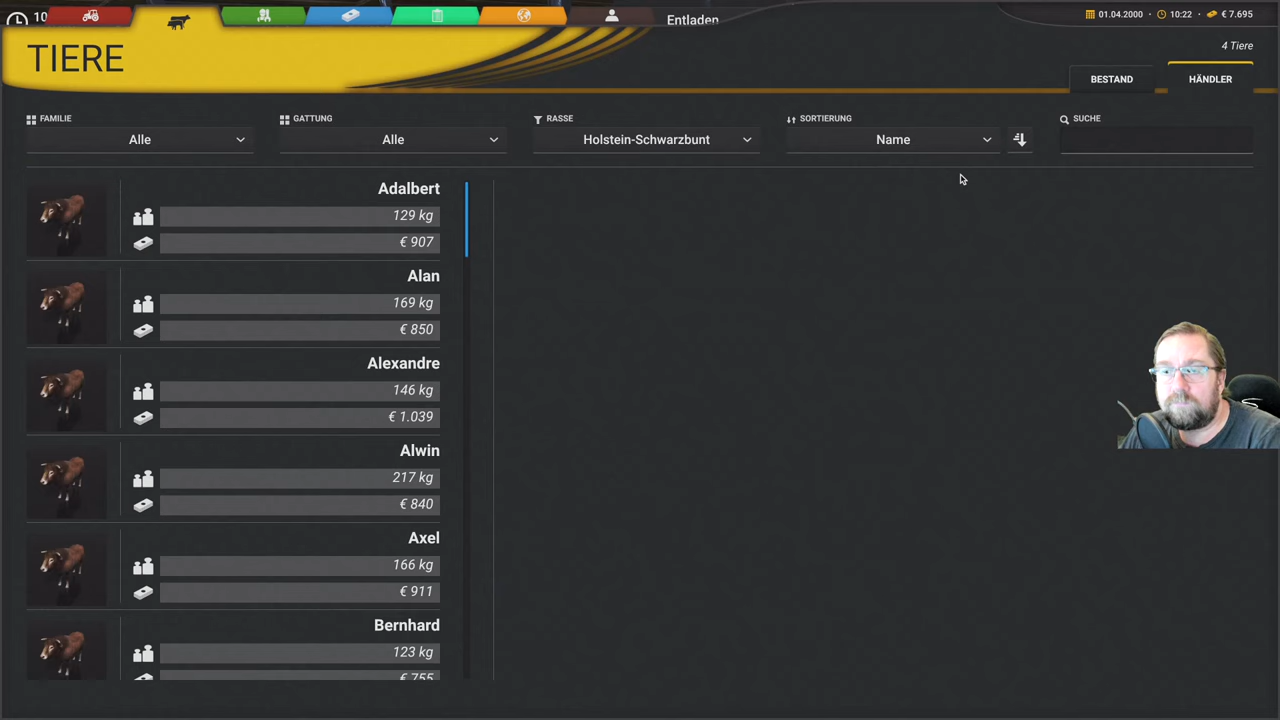 10
Entladen
01.04.2000 • 10:22 • € 7.695
TIERE
4 Tiere
BESTAND
HÄNDLER
FAMILIE
GATTUNG
RASSE
SORTIERUNG
SUCHE
Alle
Alle
Holstein-Schwarzbunt
Name
Adalbert
129 kg
€ 907
Alan
169 kg
€ 850
Alexandre
146 kg
€ 1.039
Alwin
217 kg
€ 840
Axel
166 kg
€ 911
Bernhard
123 kg
€ 755